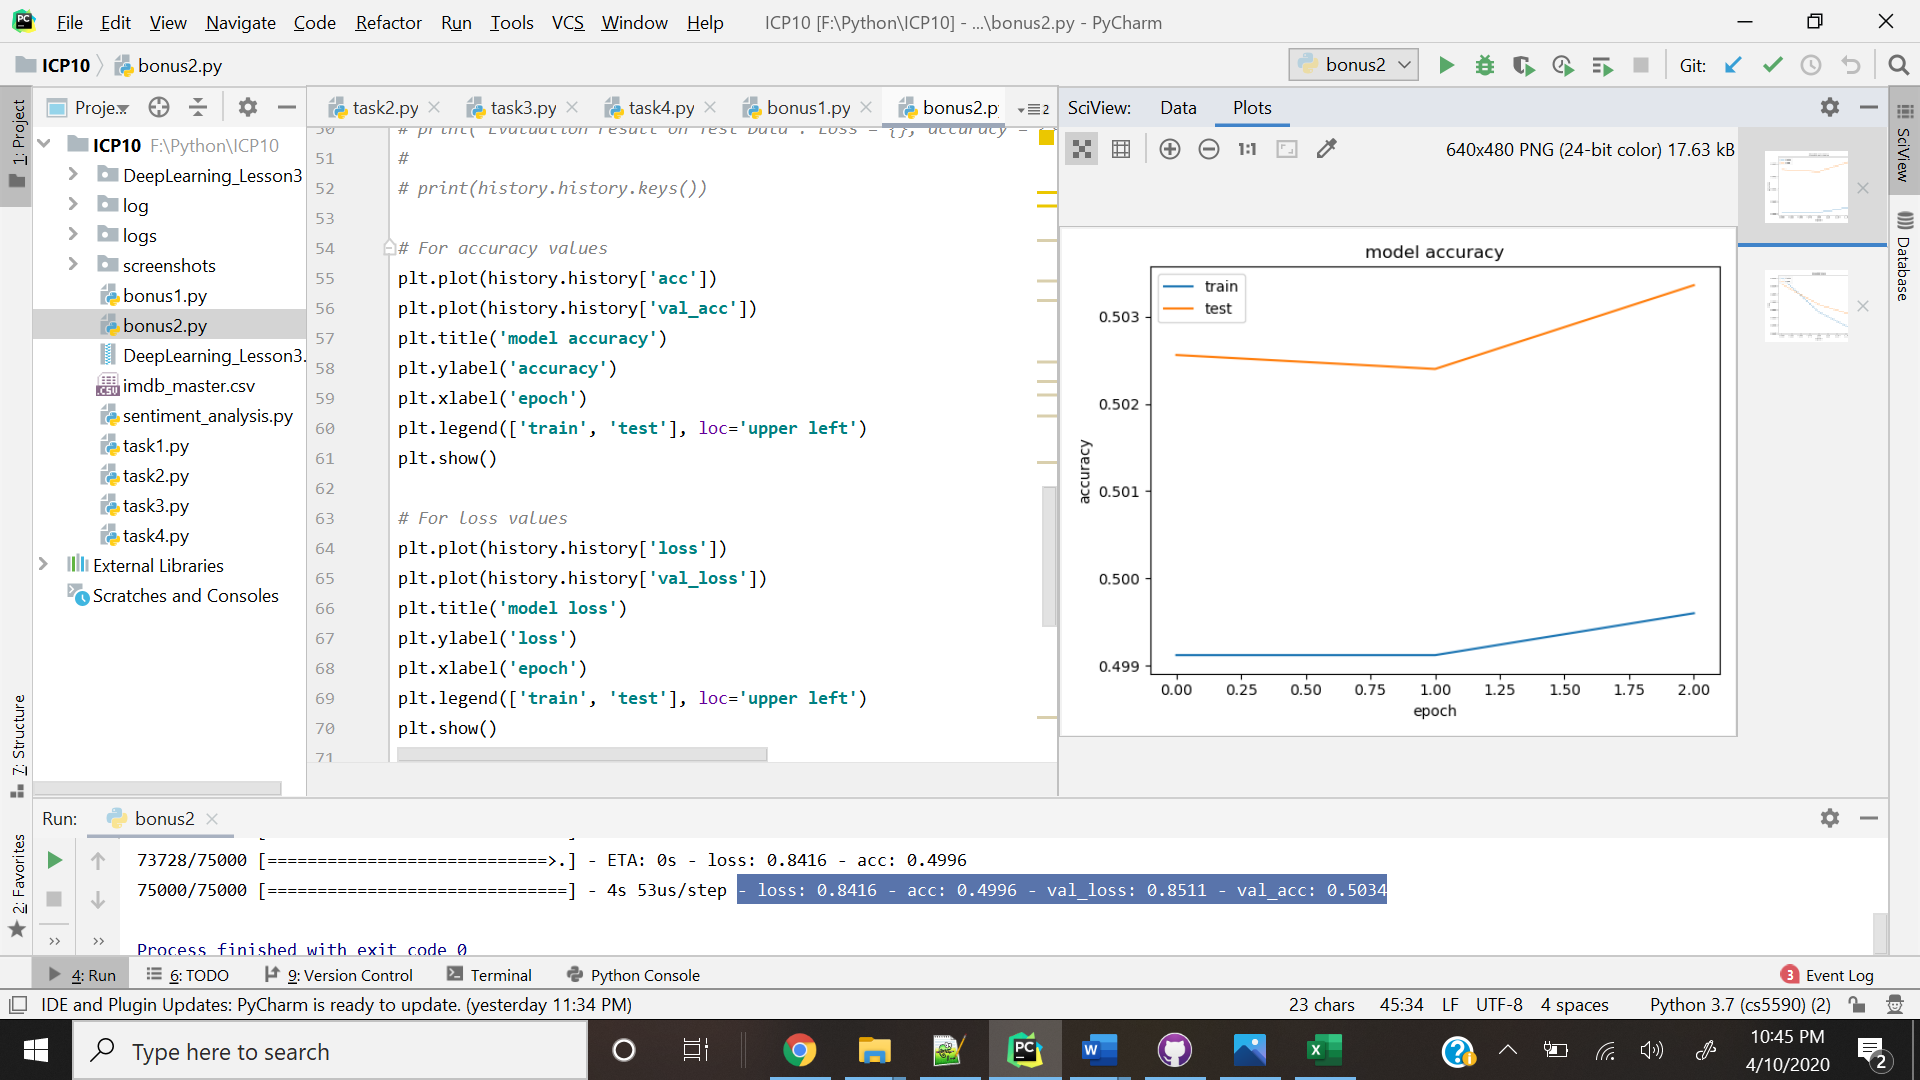 File Edit View Navigate Code Refactor Run Tools VCS Window Help ICP10 [F:\Python\ICP10] - ...\bonus2.py - PyCharm
ICP10 bonus2.py bonus2 Git:
Proje... task2.py task3.py task4.py bonus1.py bonus2.p 2 SciView: Data Plots
1: Project
ICP10 F:\Python\ICP10
DeepLearning_Lesson3
log
logs
screenshots
bonus1.py
bonus2.py
DeepLearning_Lesson3.
imdb_master.csv
sentiment_analysis.py
task1.py
task2.py
task3.py
task4.py
External Libraries
Scratches and Consoles
7: Structure
2: Favorites
51 #
52 # print(history.history.keys())
53
54 # For accuracy values
55 plt.plot(history.history['acc'])
56 plt.plot(history.history['val_acc'])
57 plt.title('model accuracy')
58 plt.ylabel('accuracy')
59 plt.xlabel('epoch')
60 plt.legend(['train', 'test'], loc='upper left')
61 plt.show()
62
63 # For loss values
64 plt.plot(history.history['loss'])
65 plt.plot(history.history['val_loss'])
66 plt.title('model loss')
67 plt.ylabel('loss')
68 plt.xlabel('epoch')
69 plt.legend(['train', 'test'], loc='upper left')
70 plt.show()
71
1:1 640x480 PNG (24-bit color) 17.63 kB
model accuracy
train
test
0.503
0.502
0.501
0.500
0.499
accuracy
0.00 0.25 0.50 0.75 1.00 1.25 1.50 1.75 2.00
epoch
SciView
Database
Run: bonus2
73728/75000 [============================>.] - ETA: 0s - loss: 0.8416 - acc: 0.4996
75000/75000 [==============================] - 4s 53us/step - loss: 0.8416 - acc: 0.4996 - val_loss: 0.8511 - val_acc: 0.5034
Process finished with exit code 0
4: Run 6: TODO 9: Version Control Terminal Python Console 3 Event Log
IDE and Plugin Updates: PyCharm is ready to update. (yesterday 11:34 PM) 23 chars 45:34 LF UTF-8 4 spaces Python 3.7 (cs5590) (2)
Type here to search
10:45 PM
4/10/2020
2